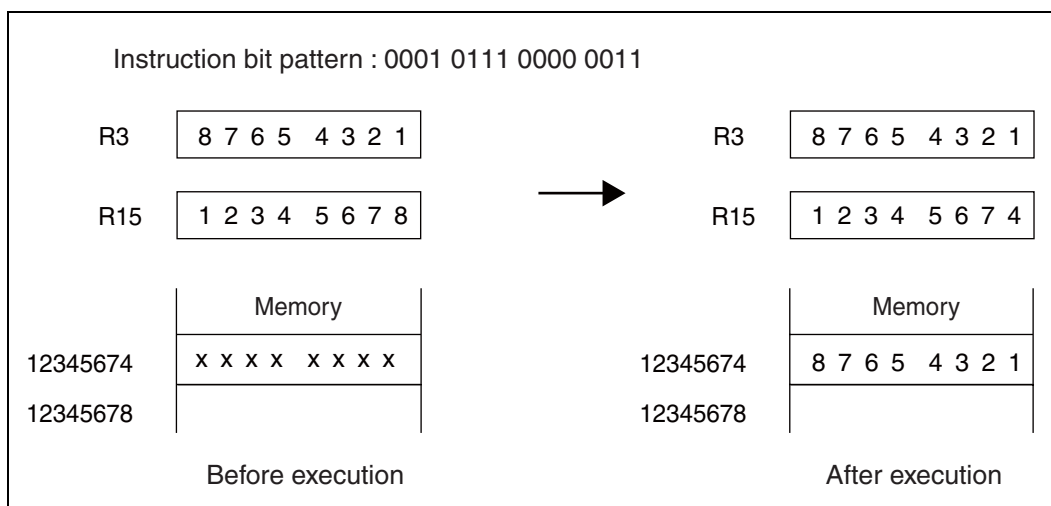 Instruction bit pattern : 0001 0111 0000 0011
R3 8 7 6 5 4 3 2 1 R3 8 7 6 5 4 3 2 1
R15 1 2 3 4 5 6 7 8 R15 1 2 3 4 5 6 7 4
Memory Memory
12345674 x x x x x x x x 12345674 8 7 6 5 4 3 2 1
12345678 12345678
Before execution After execution